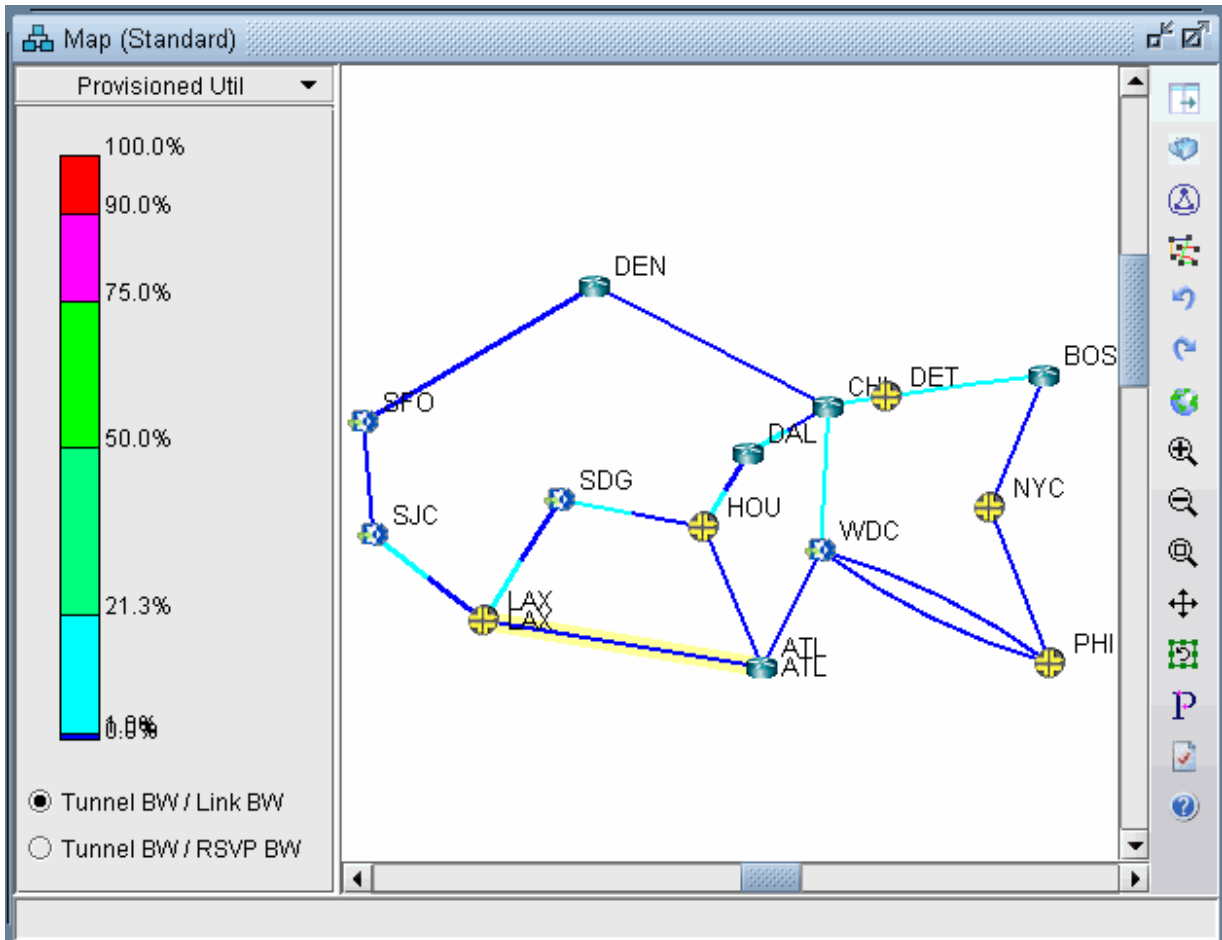 Map (Standard)
Provisioned Util
100.0%
90.0%
75.0%
50.0%
21.3%
Tunnel BW / Link BW
Tunnel BW / RSVP BW
DEN
BOS
CHI
DET
SFO
DAL
SDG
NYC
HOU
SJC
WDC
LAX
LAX
PHI
ATL
ATL
P